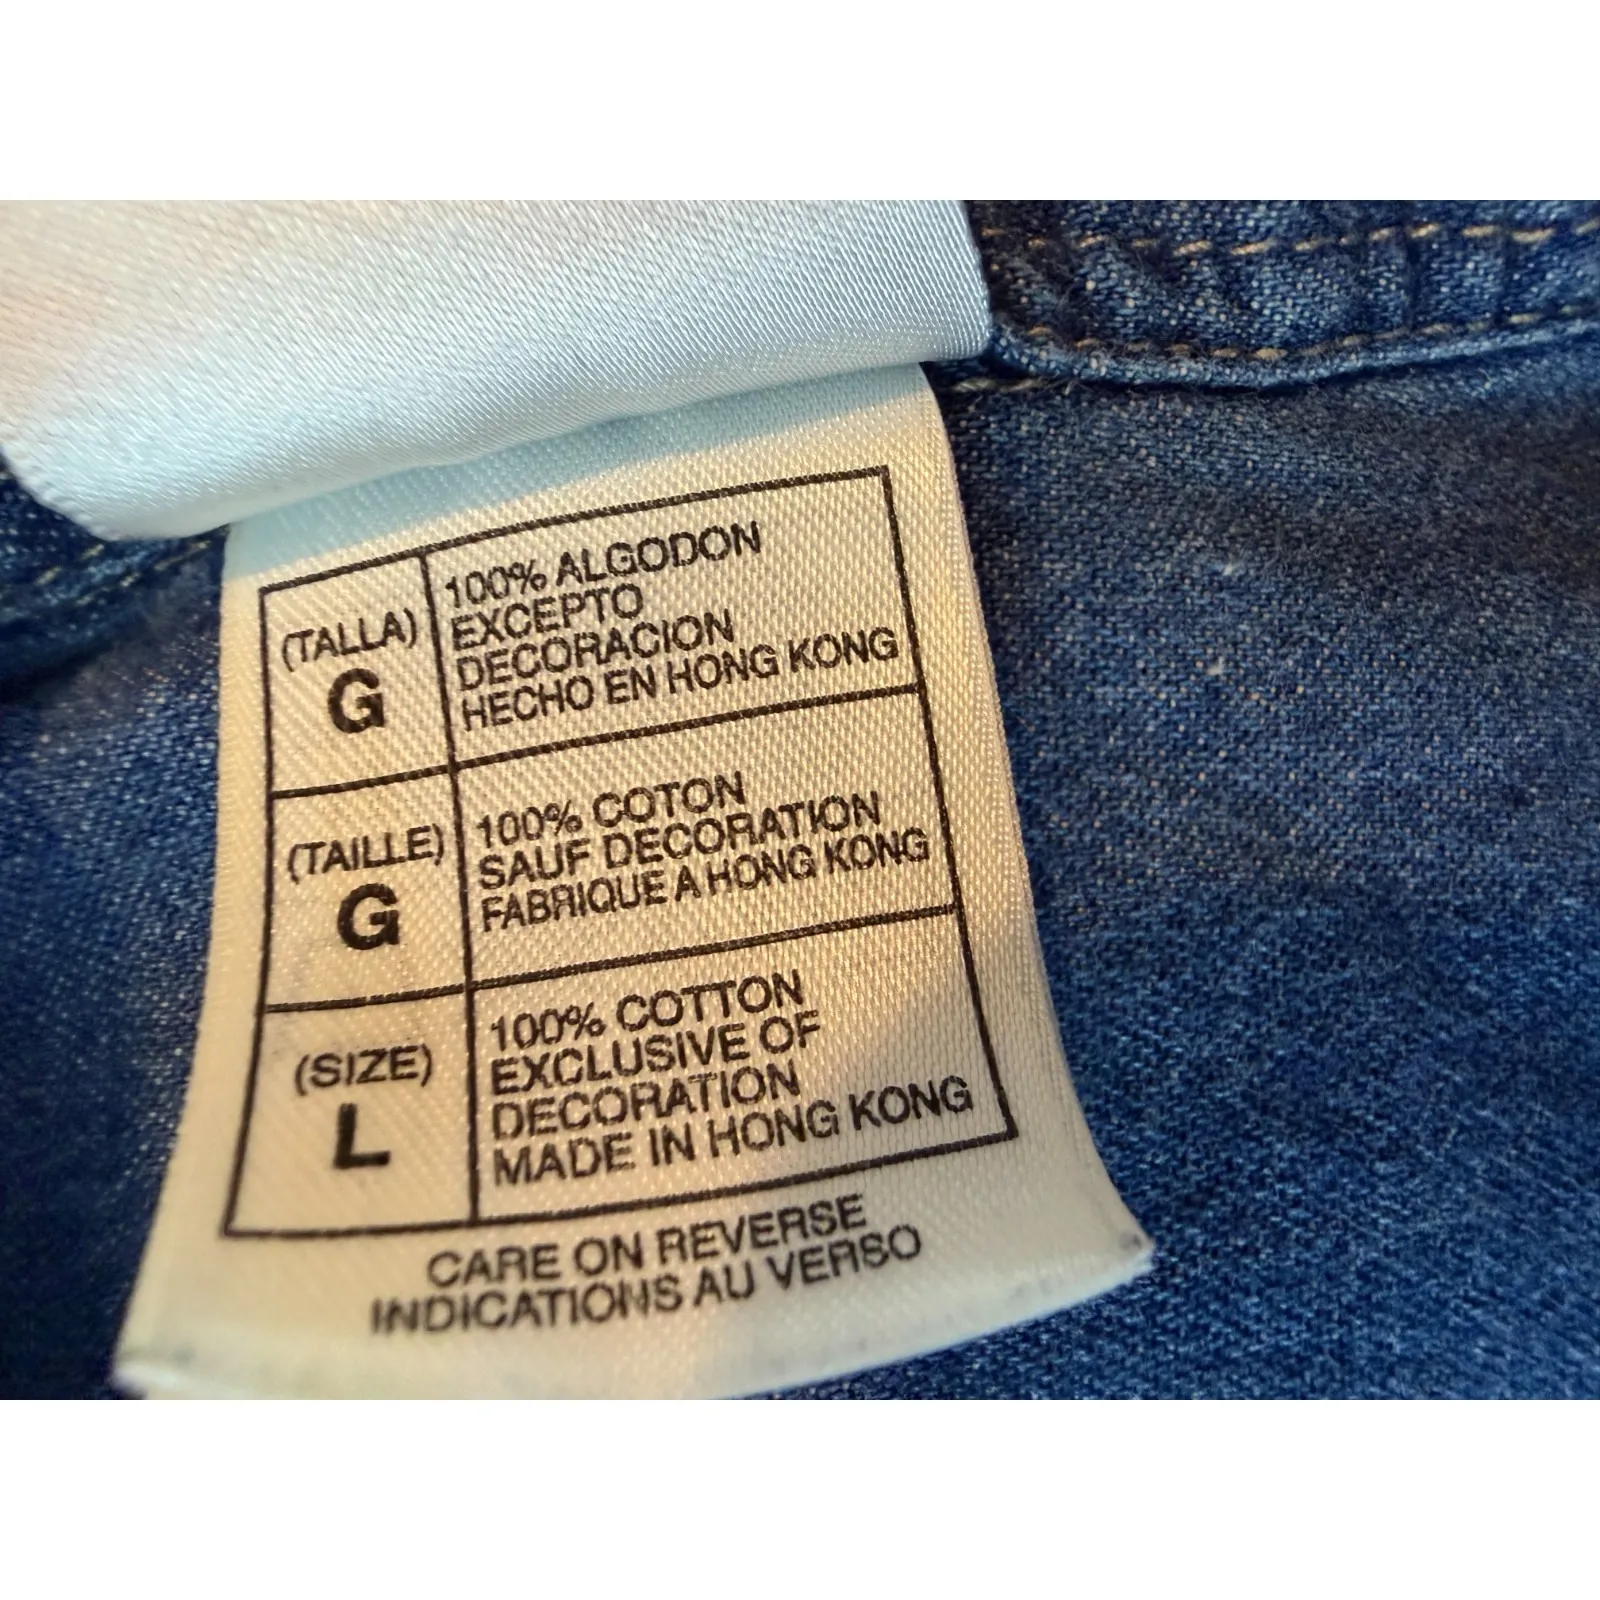 (TALLA)
G
100% ALGODON
EXCEPTO
DECORACION
HECHO EN HONG KONG
(TAILLE)
G
100% COTON
SAUF DECORATION
FABRIQUE A HONG KONG
(SIZE)
L
100% COTTON
EXCLUSIVE OF
DECORATION
MADE IN HONG KONG
CARE ON REVERSE
INDICATIONS AU VERSO